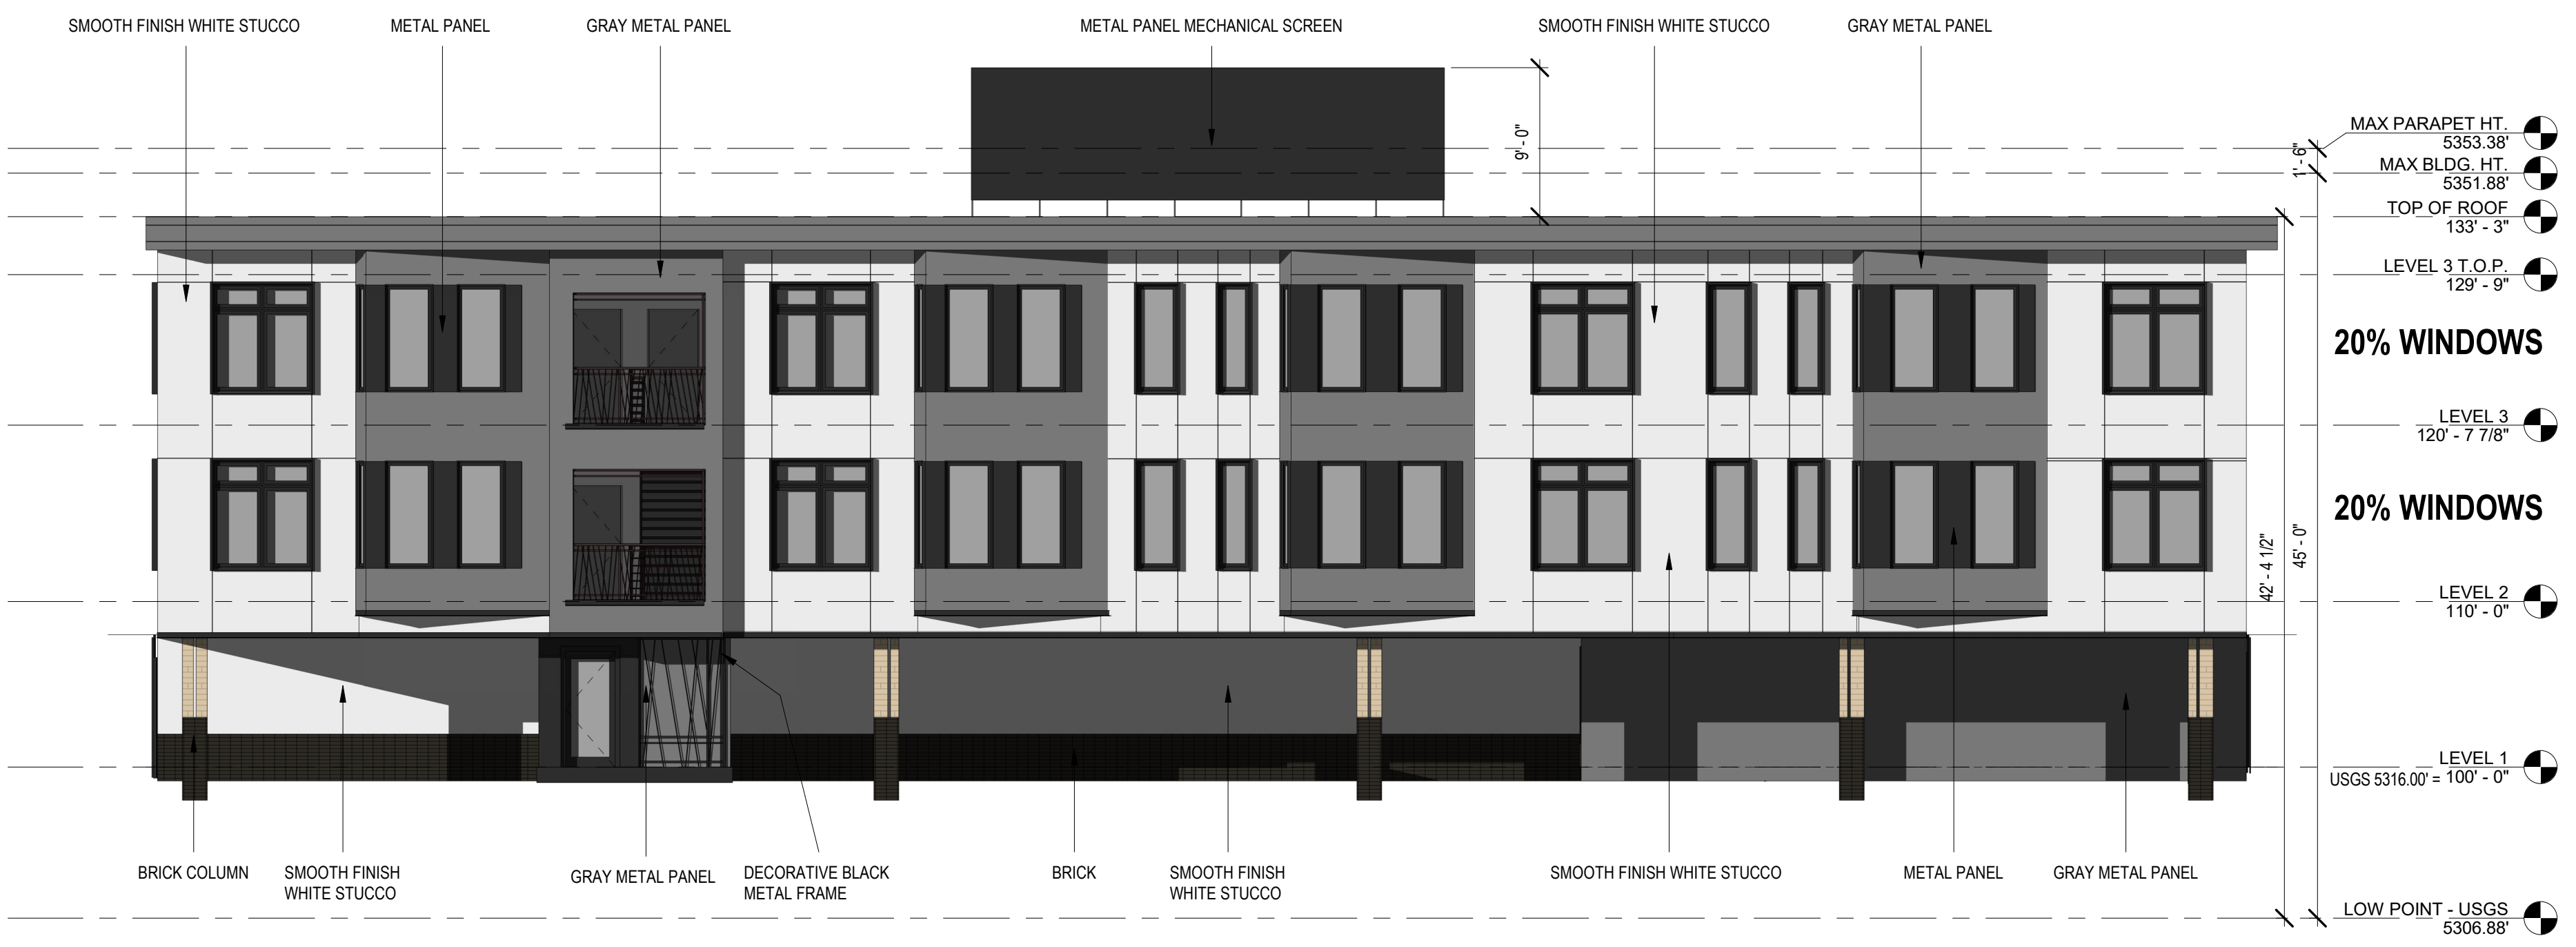 SMOOTH FINISH WHITE STUCCO
METAL PANEL
GRAY METAL PANEL
METAL PANEL MECHANICAL SCREEN
SMOOTH FINISH WHITE STUCCO
GRAY METAL PANEL
9' - 0"
1' - 6"
MAX PARAPET HT.
5353.38'
MAX BLDG. HT.
5351.88'
TOP OF ROOF
133' - 3"
LEVEL 3 T.O.P.
129' - 9"
20% WINDOWS
LEVEL 3
120' - 7 7/8"
20% WINDOWS
42' - 4 1/2"
45' - 0"
LEVEL 2
110' - 0"
LEVEL 1
USGS 5316.00' = 100' - 0"
BRICK COLUMN
SMOOTH FINISH
WHITE STUCCO
GRAY METAL PANEL
DECORATIVE BLACK
METAL FRAME
BRICK
SMOOTH FINISH
WHITE STUCCO
SMOOTH FINISH WHITE STUCCO
METAL PANEL
GRAY METAL PANEL
LOW POINT - USGS
5306.88'